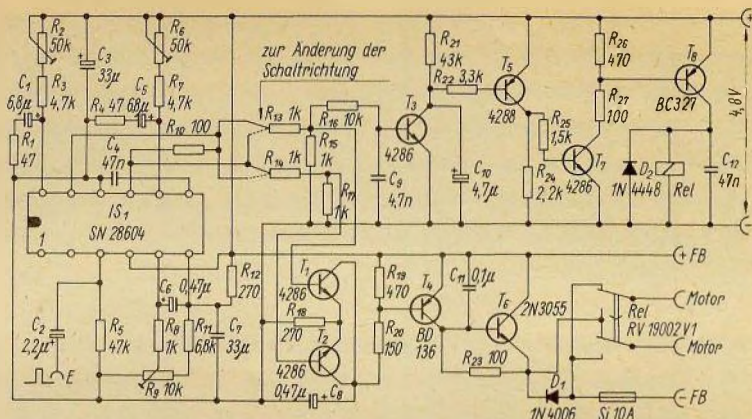 R2
50k
C3
33µ
R6
50k
C1
6,8µ
R3
4,7k
C5
6,8µ
R7
4,7k
R1
47
R4 47
C4
47n
R10 100
zur Änderung der
Schaltrichtung
R13 1k
R16 10k
R15
1k
R14 1k
R17
1k
C9
4,7n
T3
4286
R21
43k
R22 3,3k
C10
4,7µ
T5
4288
R25
1,5k
R24
2,2k
T7
4286
R26
470
R27
100
T8
BC327
D2
1N
4448
Rel
C12
47n
4,8V
1
IS1
SN 28604
C2
2,2µ
E
R5
47k
C6
0,47µ
R8
1k
R11
6,8k
R9 10k
R12
270
C7
33µ
T1
4286
R18
270
T2
4286
0,47µ
C8
R19
470
R20
150
T4
BD
136
C11
0,1µ
T6
2N3055
R23 100
D1
1N 4006
Rel
RV 19002 V1
Si 10A
+ FB
Motor
Motor
− FB